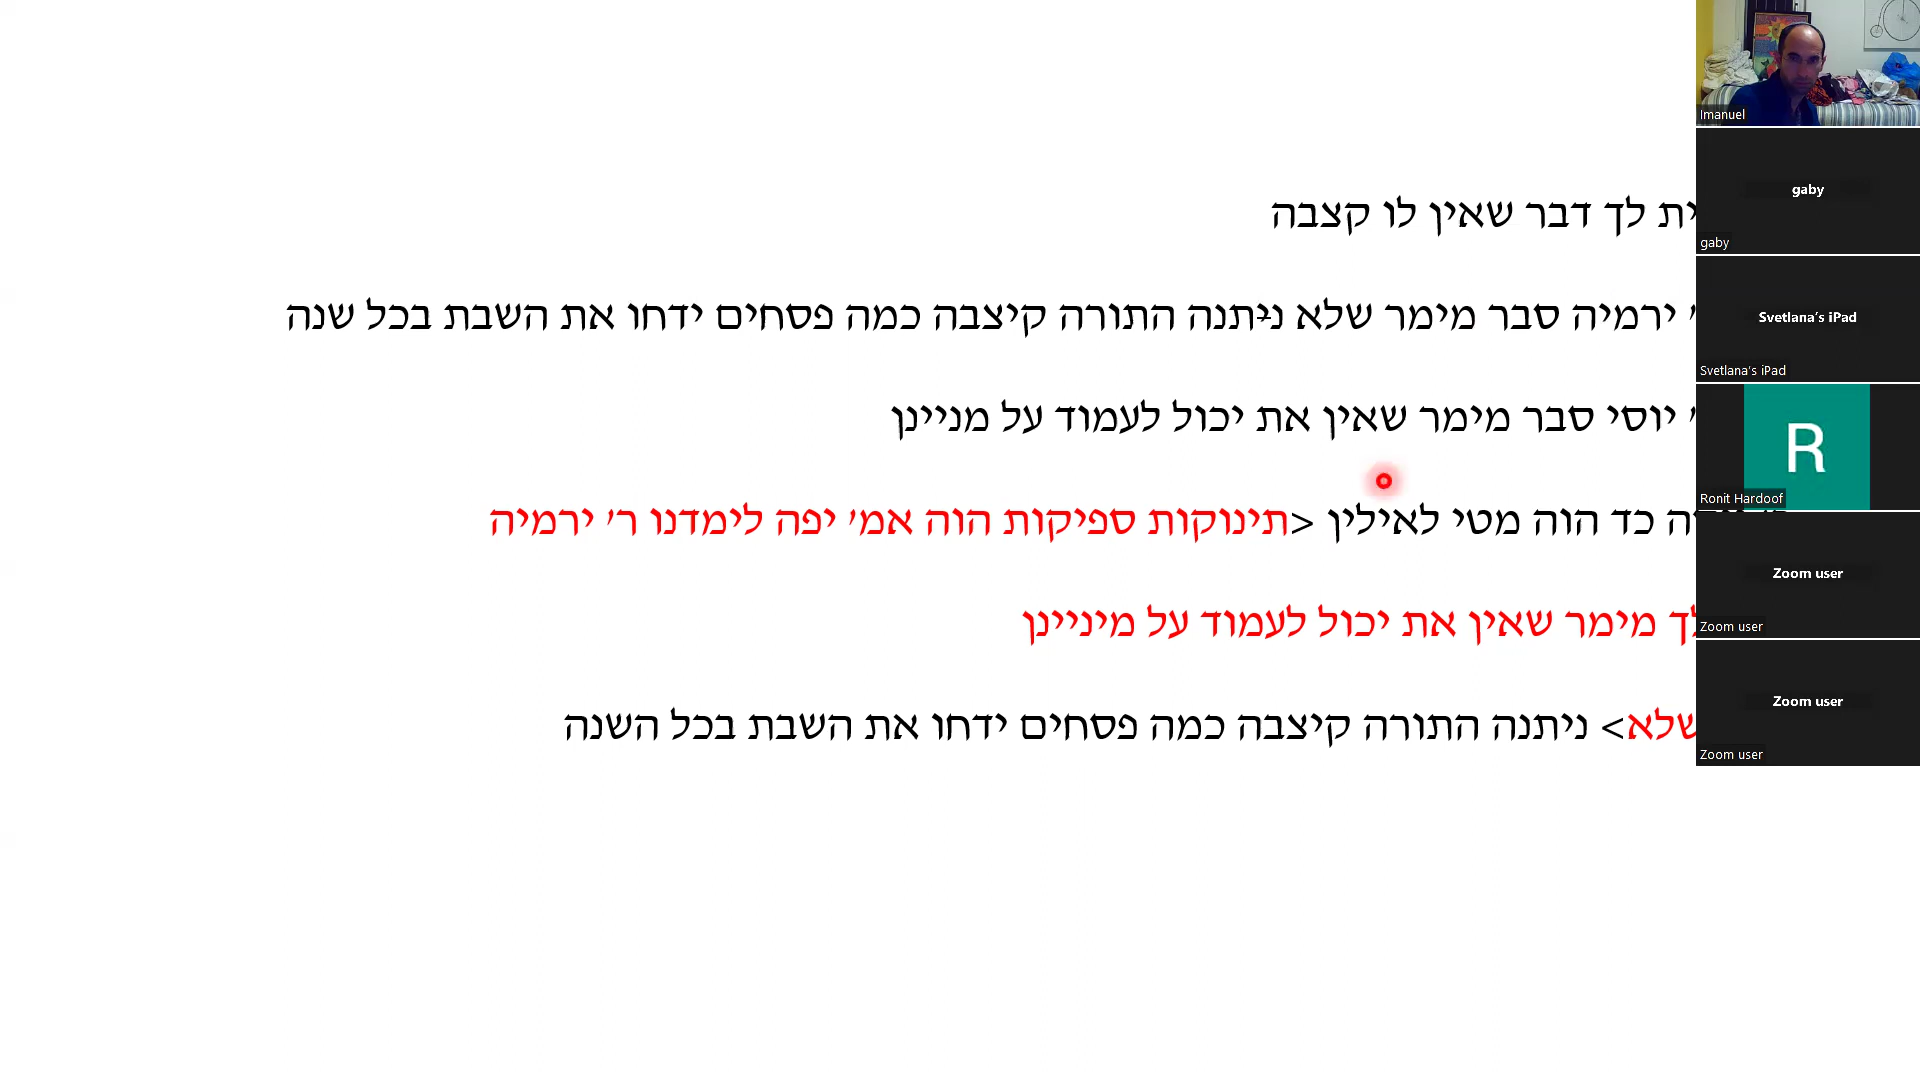 ית לך דבר שאין לו קצבה
׳ ירמיה סבר מימר שלא ניתנה התורה קיצבה כמה פסחים ידחו את השבת בכל שנה
׳ יוסי סבר מימר שאין את יכול לעמוד על מניינן
כד הוה מטי לאילין <תינוקות ספיקות הוה אמ׳ יפה לימדנו ר׳ ירמיה
לך מימר שאין את יכול לעמוד על מיניינן
שלא> ניתנה התורה קיצבה כמה פסחים ידחו את השבת בכל השנה
Imanuel
gaby
gaby
Svetlana's iPad
Svetlana's iPad
R
Ronit Hardoof
Zoom user
Zoom user
Zoom user
Zoom user